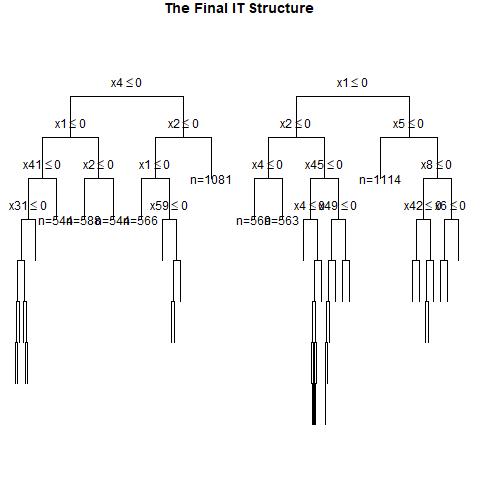 The Final IT Structure
x4 ≤ 0 x1 ≤ 0
x1 ≤ 0 x2 ≤ 0 x2 ≤ 0 x5 ≤ 0
x41 ≤ 0 x2 ≤ 0 x1 ≤ 0 n=1081 x4 ≤ 0 x45 ≤ 0 n=1114 x8 ≤ 0
x31 ≤ 0 n=544 n=588 n=544 n=566 x59 ≤ 0 n=569 n=563 x4 ≤ 0 x49 ≤ 0 x42 ≤ 0 x6 ≤ 0